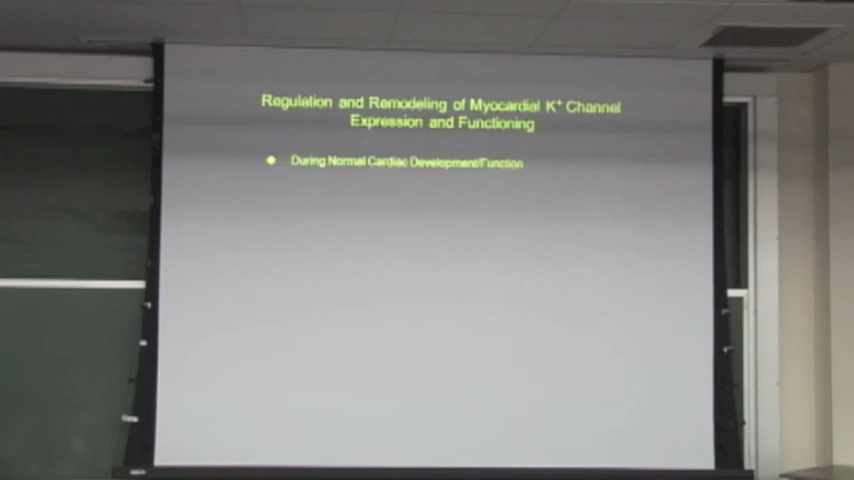 Regulation and Remodeling of Myocardial K⁺ Channel
Expression and Functioning
During Normal Cardiac Development/Function